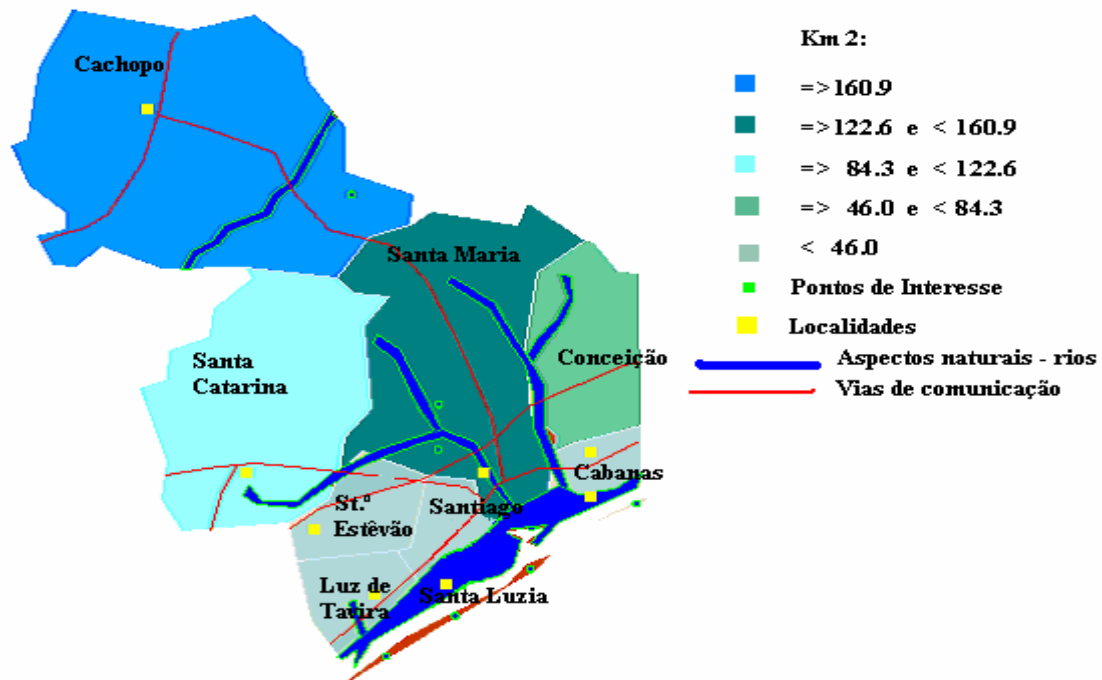 Km 2:
Cachopo
=>160.9
=>122.6 e < 160.9
=> 84.3 e < 122.6
=> 46.0 e < 84.3
< 46.0
Santa Maria
Pontos de Interesse
Localidades
Santa
Catarina
Conceição
Aspectos naturais - rios
Vias de comunicação
Cabanas
St.ª
Estêvão
Santiago
Luz de
Tavira
Santa Luzia